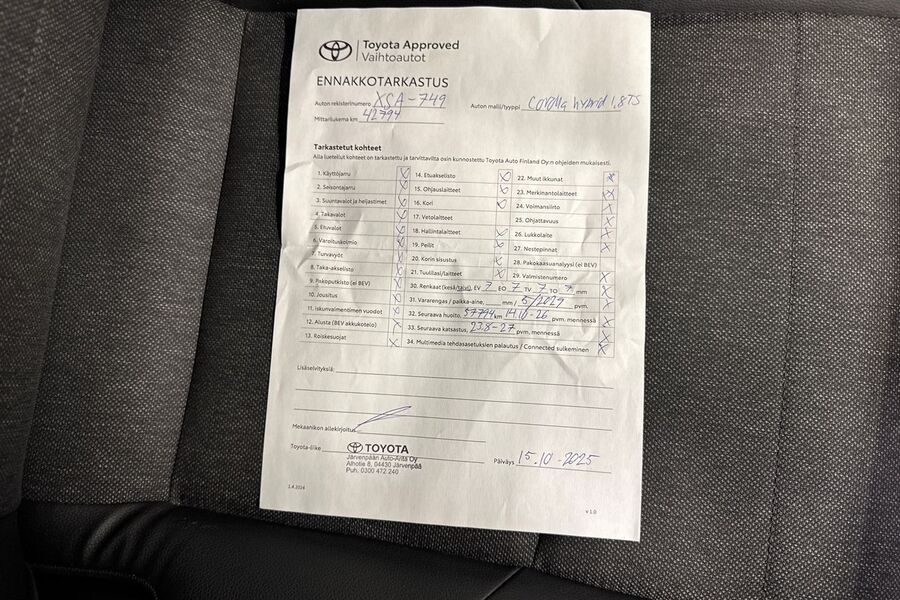 Toyota Approved
Vaihtoautot
ENNAKKOTARKASTUS
Auton rekisterinumero XSA-749
Auton malli/tyyppi Corolla hybrid 1,8 TS
Mittarilukema km 42794
Tarkastetut kohteet
Alla luetellut kohteet on tarkastettu ja tarvittavilta osin kunnostettu Toyota Auto Finland Oy:n ohjeiden mukaisesti.
1. Käyttöjarru
2. Seisontajarru
3. Suuntavalot ja heijastimet
4. Takavalot
5. Etuvalot
6. Varoituskolmio
7. Turvavyöt
8. Taka-akselisto
9. Pakoputkisto (ei BEV)
10. Jousitus
11. Iskunvaimentimen vuodot
12. Alusta (BEV akkukotelo)
13. Roiskesuojat
14. Etuakselisto
15. Ohjauslaitteet
16. Kori
17. Vetolaitteet
18. Hallintalaitteet
19. Peilit
20. Korin sisustus
21. Tuulilasi/laitteet
22. Muut ikkunat
23. Merkinantolaitteet
24. Voimansiirto
25. Ohjattavuus
26. Lukkolaite
27. Nestepinnat
28. Pakokaasuanalyysi (ei BEV)
29. Valmistenumero
30. Renkaat (kesä/talvi), EV 7 EO 7 TV 7 TO 7 mm
31. Vararengas / paikka-aine, mm / 5/2029 pvm.
32. Seuraava huolto, 57794 km 14.10-26 pvm. mennessä
33. Seuraava katsastus, 23.8-27 pvm. mennessä
34. Multimedia tehdasasetuksien palautus / Connected sulkeminen
Lisäselvityksiä:
Mekaanikon allekirjoitus
Toyota-liike
TOYOTA
Järvenpään Auto-Arita Oy
Alhotie 8, 04430 Järvenpää
Puh. 0300 472 240
Päiväys 15.10-2025
1.4.2024
v 1.0